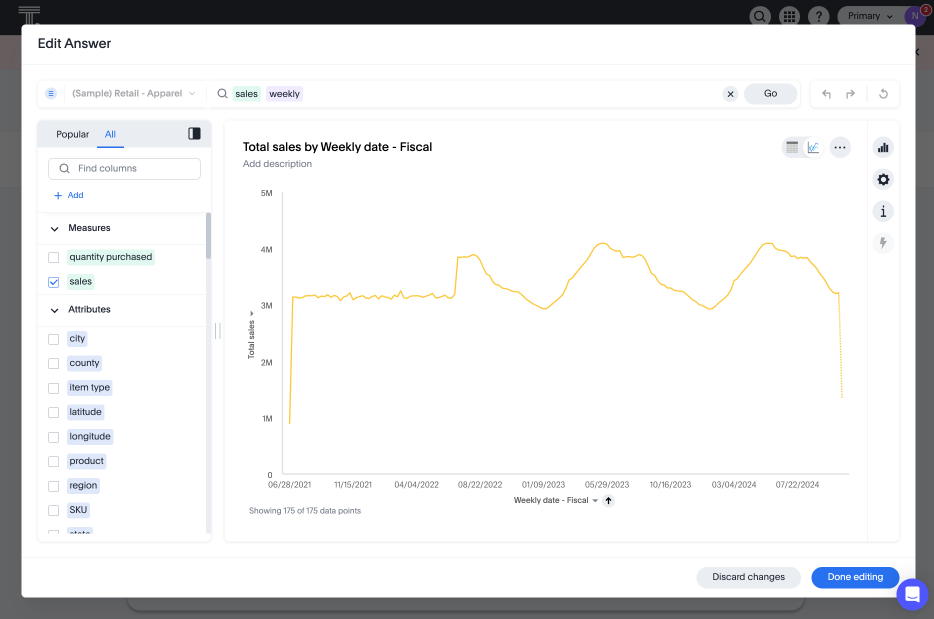 Primary
N
3
Edit Answer
(Sample) Retail - Apparel
sales weekly
Go
Popular All
Find columns
Add
Measures
quantity purchased
sales
Attributes
city
county
item type
latitude
longitude
product
region
SKU
Total sales by Weekly date - Fiscal
Add description
5M
4M
3M
2M
1M
0
Total sales
06/28/2021 11/15/2021 04/04/2022 08/22/2022 01/09/2023 05/29/2023 10/16/2023 03/04/2024 07/22/2024
Weekly date - Fiscal
Showing 175 of 175 data points
Discard changes Done editing